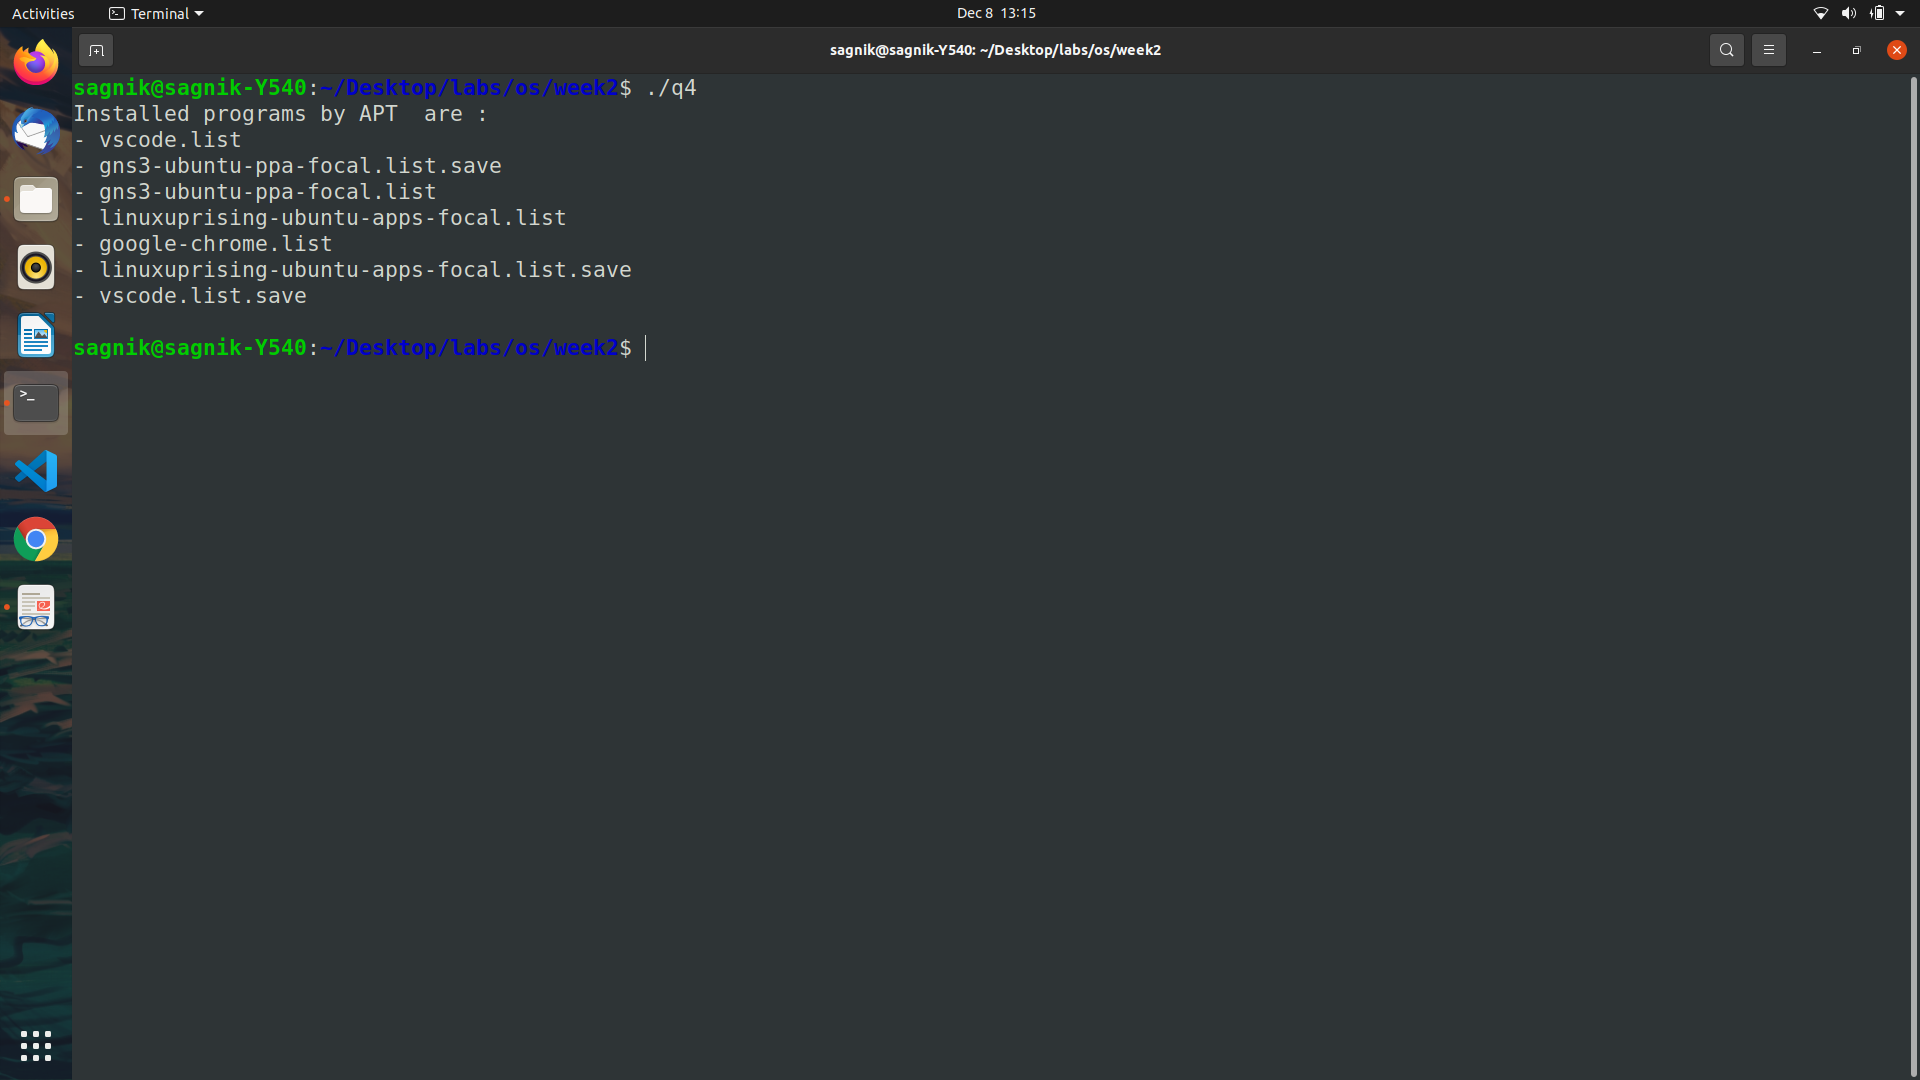 Activities
Terminal
Dec 8 13:15
sagnik@sagnik-Y540: ~/Desktop/labs/os/week2
sagnik@sagnik-Y540:~/Desktop/labs/os/week2$ ./q4
Installed programs by APT  are :
- vscode.list
- gns3-ubuntu-ppa-focal.list.save
- gns3-ubuntu-ppa-focal.list
- linuxuprising-ubuntu-apps-focal.list
- google-chrome.list
- linuxuprising-ubuntu-apps-focal.list.save
- vscode.list.save
sagnik@sagnik-Y540:~/Desktop/labs/os/week2$